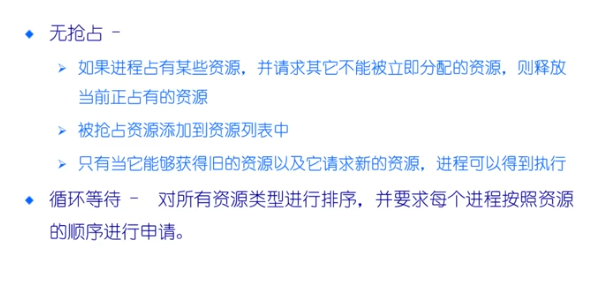 无抢占 -
如果进程占有某些资源，并请求其它不能被立即分配的资源，则释放
当前正占有的资源
被抢占资源添加到资源列表中
只有当它能够获得旧的资源以及它请求新的资源，进程可以得到执行
循环等待 - 对所有资源类型进行排序，并要求每个进程按照资源
的顺序进行申请。